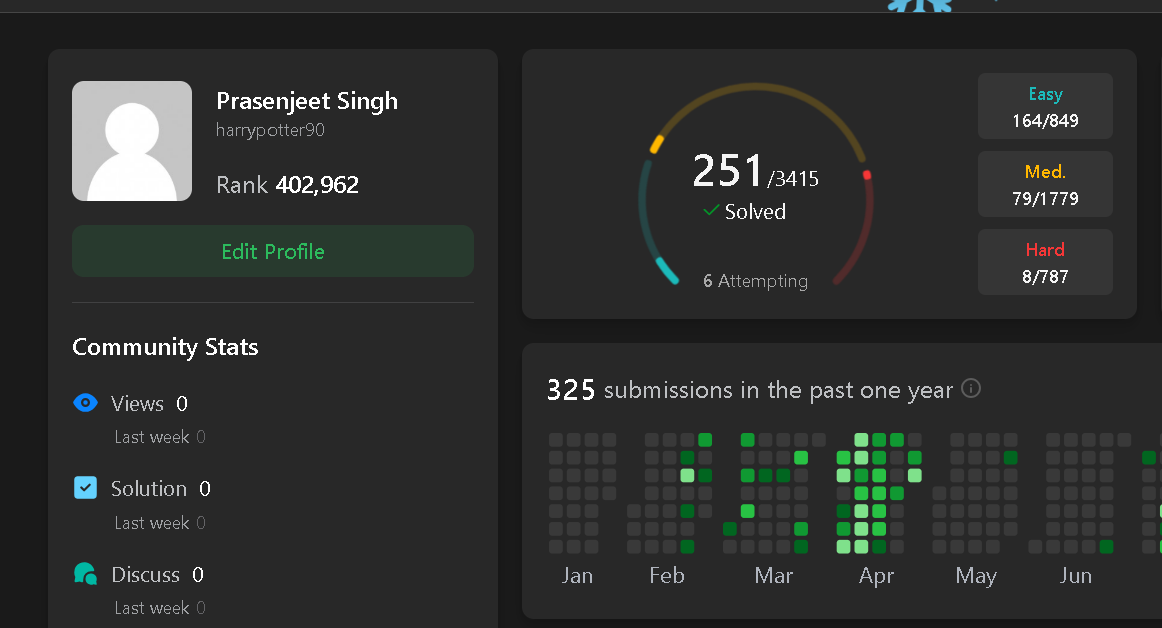 Prasenjeet Singh
harrypotter90
Rank 402,962
Edit Profile
Community Stats
Views 0
Last week 0
Solution 0
Last week 0
Discuss 0
Last week 0
251/3415
Solved
6 Attempting
Easy
164/849
Med.
79/1779
Hard
8/787
325 submissions in the past one year
Jan Feb Mar Apr May Jun